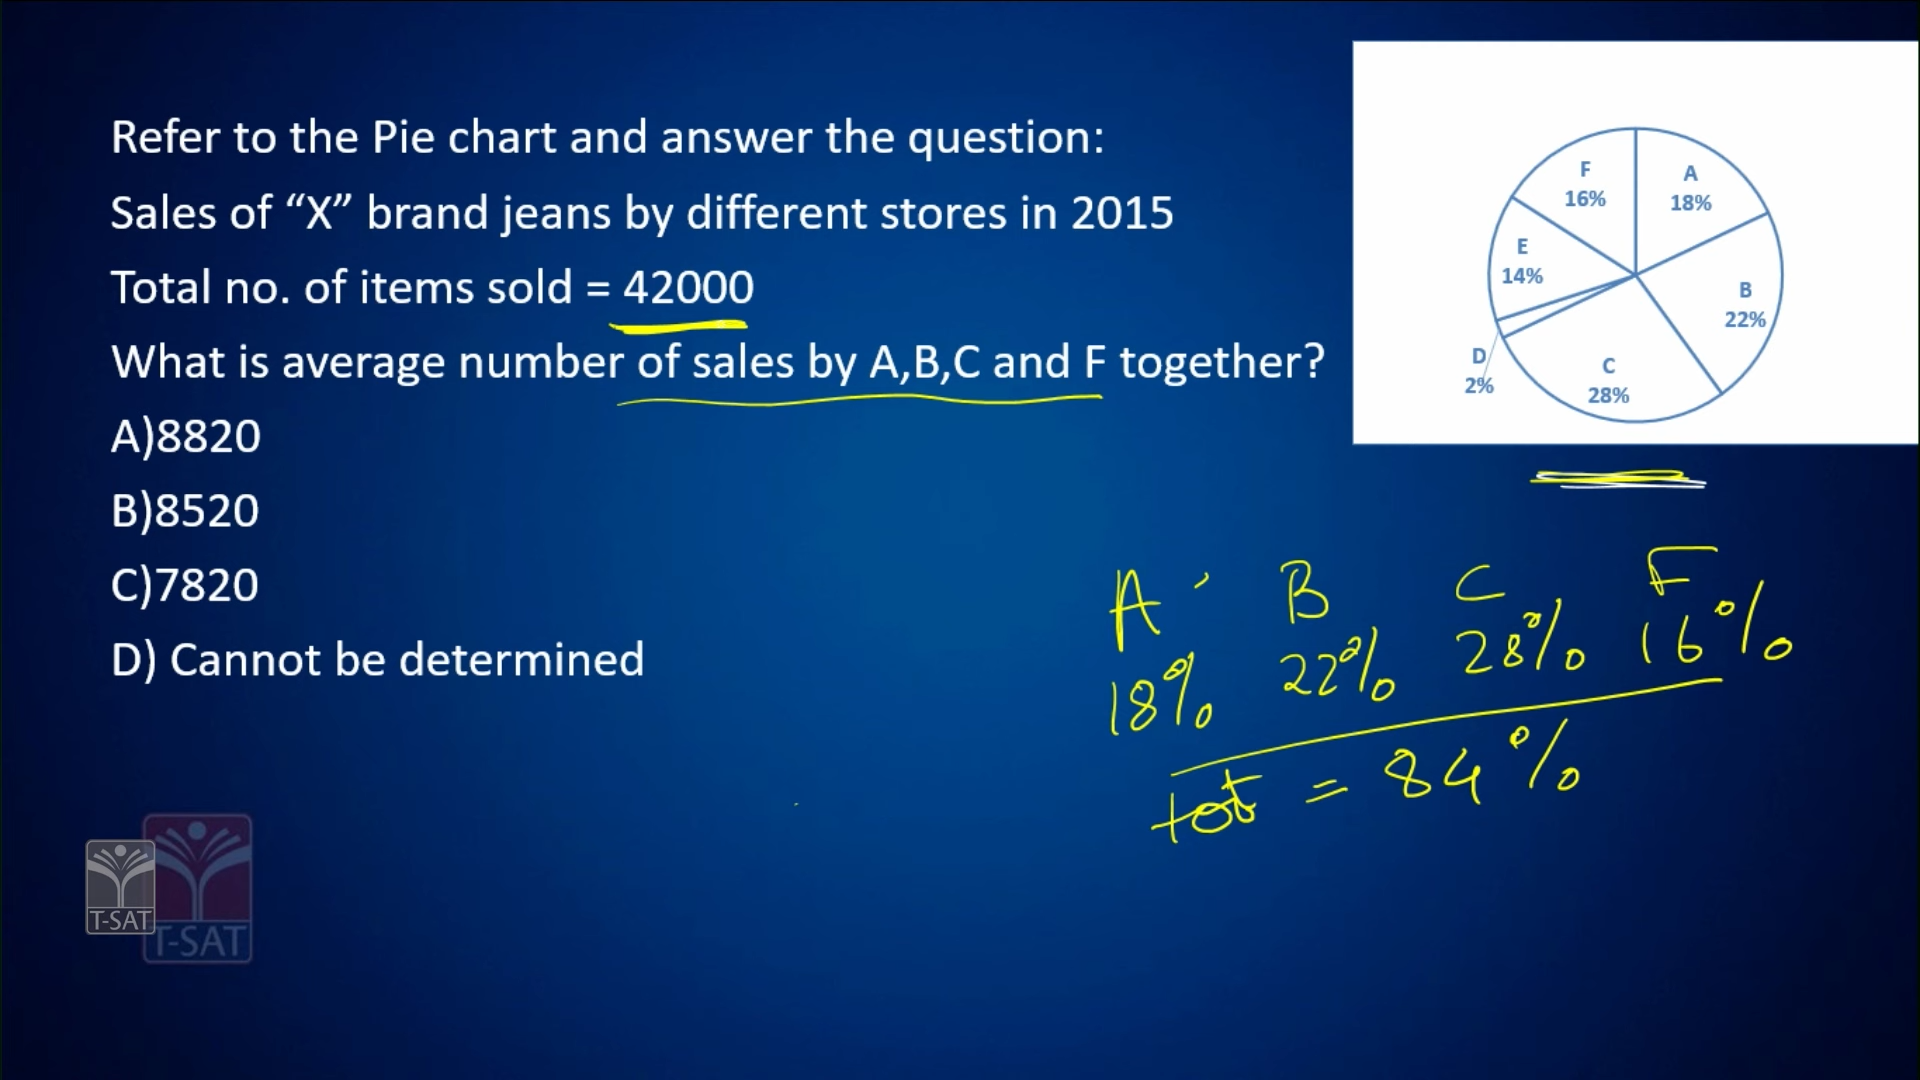 Refer to the Pie chart and answer the question:
Sales of “X” brand jeans by different stores in 2015
Total no. of items sold = 42000
What is average number of sales by A,B,C and F together?
A)8820
B)8520
C)7820
D) Cannot be determined
F
16%
A
18%
E
14%
B
22%
D
2%
C
28%
A B C F
18% 22% 28% 16%
tot = 84%
T-SAT
T-SAT